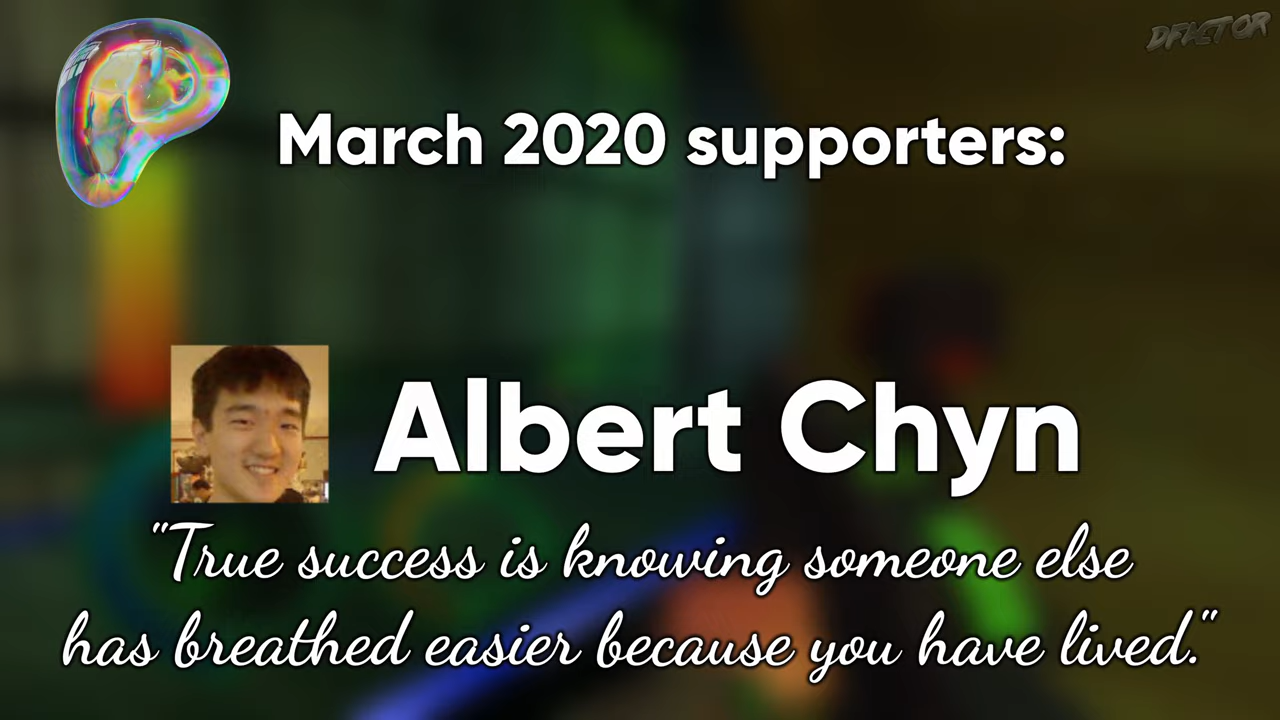 DFACTOR
March 2020 supporters:
Albert Chyn
"True success is knowing someone else
has breathed easier because you have lived."